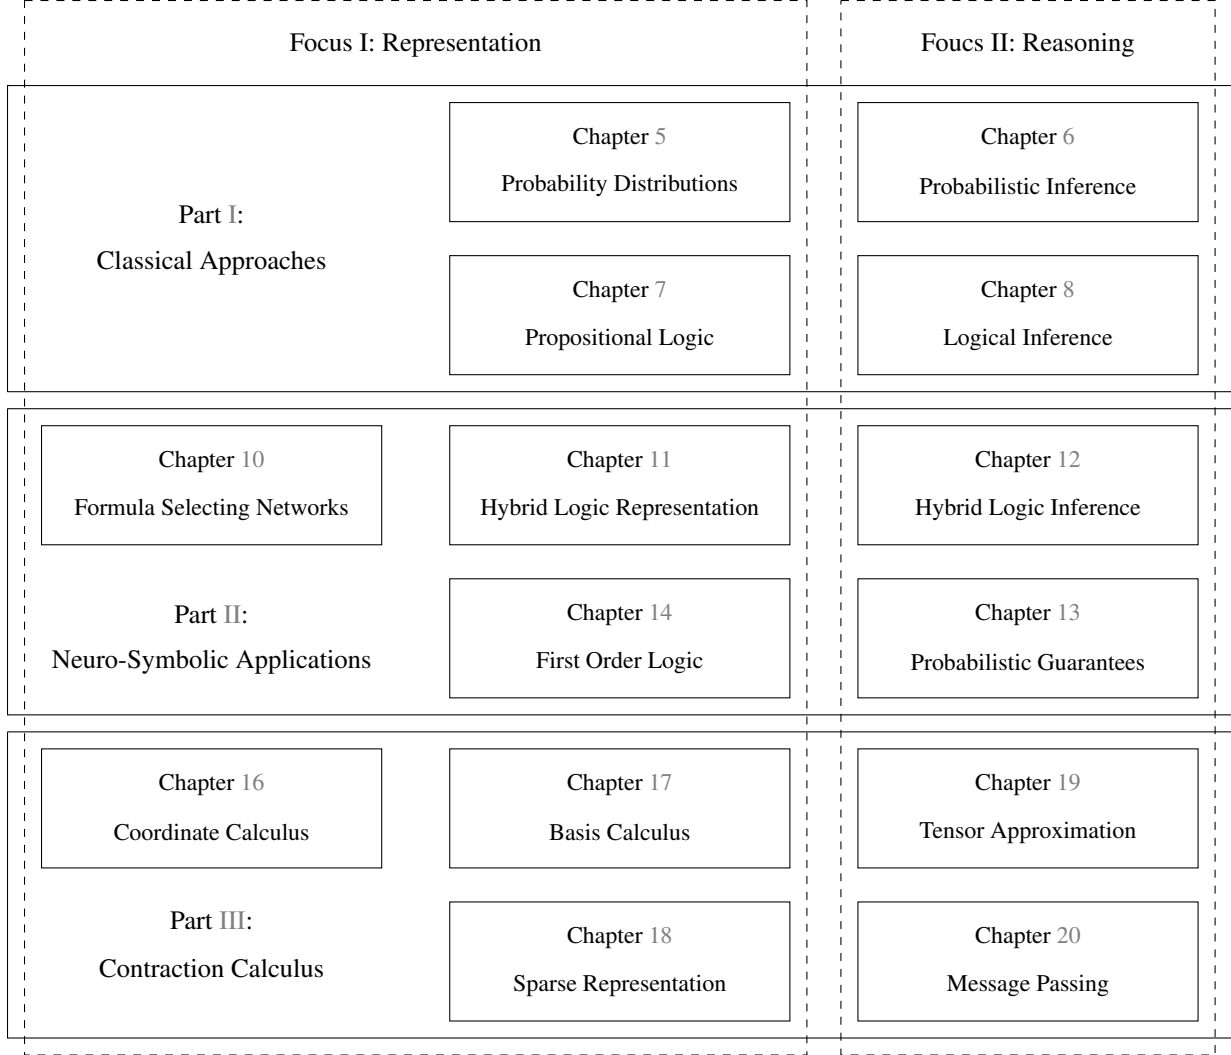 Focus I: Representation
Foucs II: Reasoning
Part I:
Classical Approaches
Chapter 5
Probability Distributions
Chapter 6
Probabilistic Inference
Chapter 7
Propositional Logic
Chapter 8
Logical Inference
Chapter 10
Formula Selecting Networks
Chapter 11
Hybrid Logic Representation
Chapter 12
Hybrid Logic Inference
Part II:
Neuro-Symbolic Applications
Chapter 14
First Order Logic
Chapter 13
Probabilistic Guarantees
Chapter 16
Coordinate Calculus
Chapter 17
Basis Calculus
Chapter 19
Tensor Approximation
Part III:
Contraction Calculus
Chapter 18
Sparse Representation
Chapter 20
Message Passing